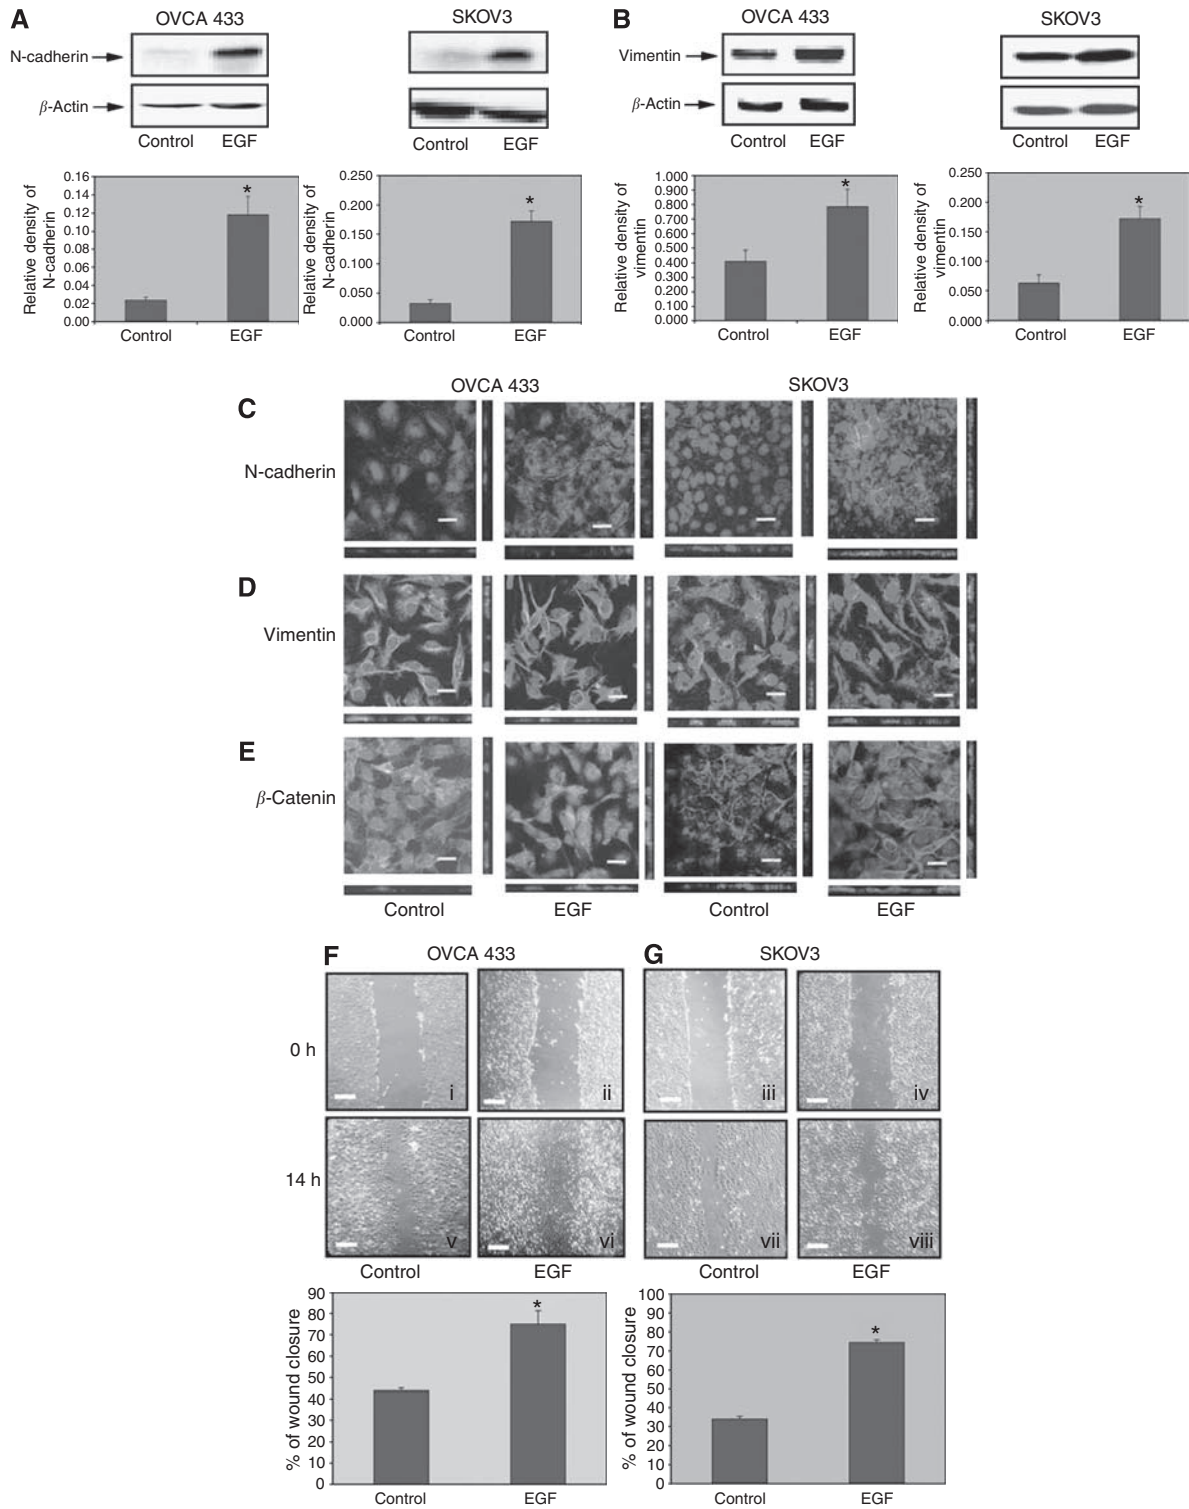 A
OVCA 433
SKOV3
N-cadherin
β-Actin
Control EGF
Control EGF
Relative density of
N-cadherin
0.16
0.14
0.12
0.10
0.08
0.06
0.04
0.02
0.00
*
Control EGF
Relative density of
N-cadherin
0.250
0.200
0.150
0.100
0.050
0.000
*
Control EGF
B
OVCA 433
SKOV3
Vimentin
β-Actin
Control EGF
Control EGF
Relative density of
vimentin
1.000
0.900
0.800
0.700
0.600
0.500
0.400
0.300
0.200
0.100
0.000
*
Control EGF
Relative density of
vimentin
0.250
0.200
0.150
0.100
0.050
0.000
*
Control EGF
OVCA 433 SKOV3
C
N-cadherin
D
Vimentin
E
β-Catenin
Control EGF Control EGF
F OVCA 433 G SKOV3
0 h
i ii iii iv
14 h
v vi vii viii
Control EGF Control EGF
% of wound closure
90
80
70
60
50
40
30
20
10
0
*
Control EGF
% of wound closure
100
90
80
70
60
50
40
30
20
10
0
*
Control EGF